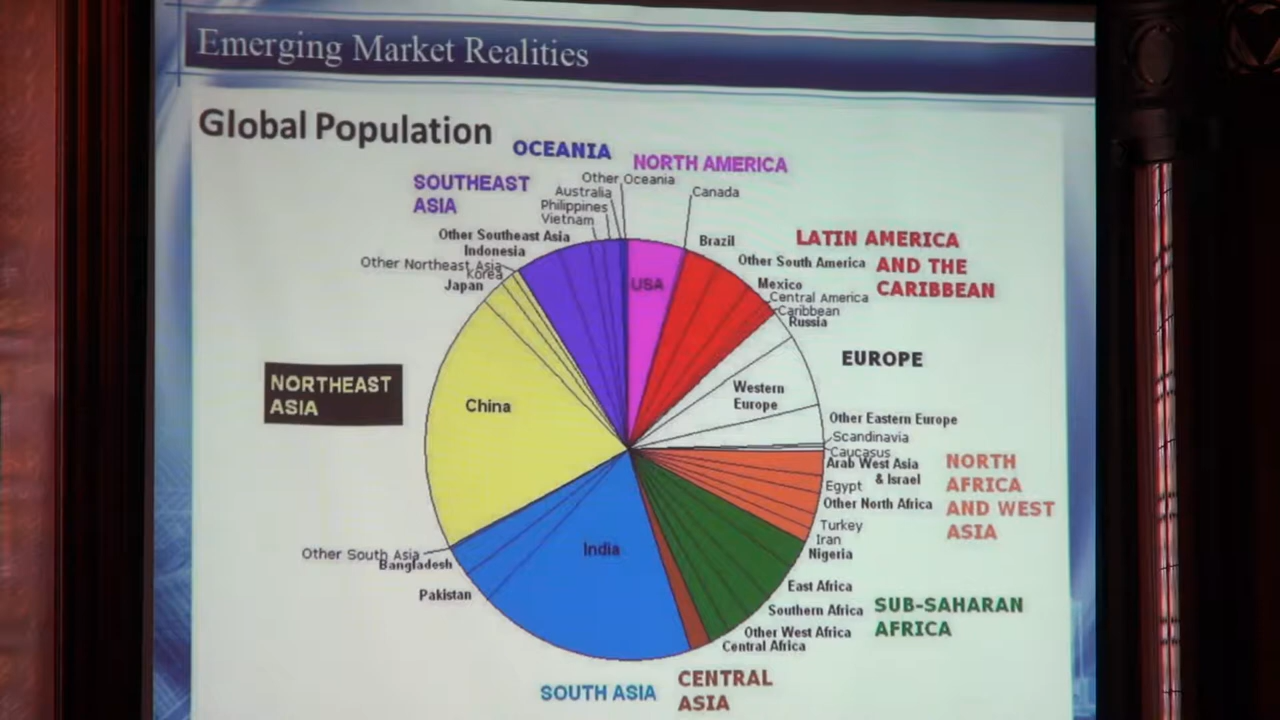 Emerging Market Realities
Global Population
OCEANIA
NORTH AMERICA
SOUTHEAST
ASIA
Other Oceania
Australia
Philippines
Vietnam
Other Southeast Asia
Indonesia
Other Northeast Asia
Korea
Japan
Canada
USA
Brazil
Other South America
Mexico
Central America
Caribbean
LATIN AMERICA
AND THE
CARIBBEAN
Russia
EUROPE
Western
Europe
Other Eastern Europe
Scandinavia
Caucasus
Arab West Asia
& Israel
Egypt
Other North Africa
Turkey
Iran
NORTH
AFRICA
AND WEST
ASIA
NORTHEAST
ASIA
China
Other South Asia
Bangladesh
Pakistan
India
Nigeria
East Africa
Southern Africa
Other West Africa
Central Africa
SUB-SAHARAN
AFRICA
SOUTH ASIA
CENTRAL
ASIA